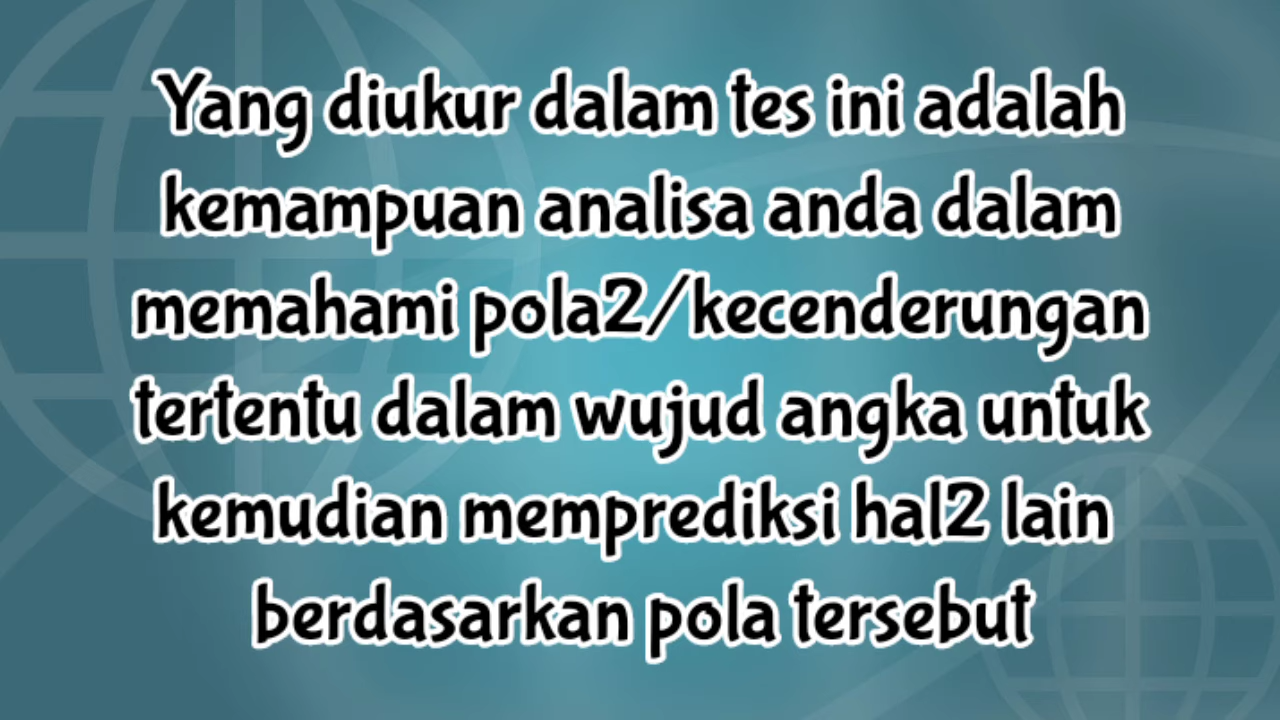 Yang diukur dalam tes ini adalah
kemampuan analisa anda dalam
memahami pola2/kecenderungan
tertentu dalam wujud angka untuk
kemudian memprediksi hal2 lain
berdasarkan pola tersebut